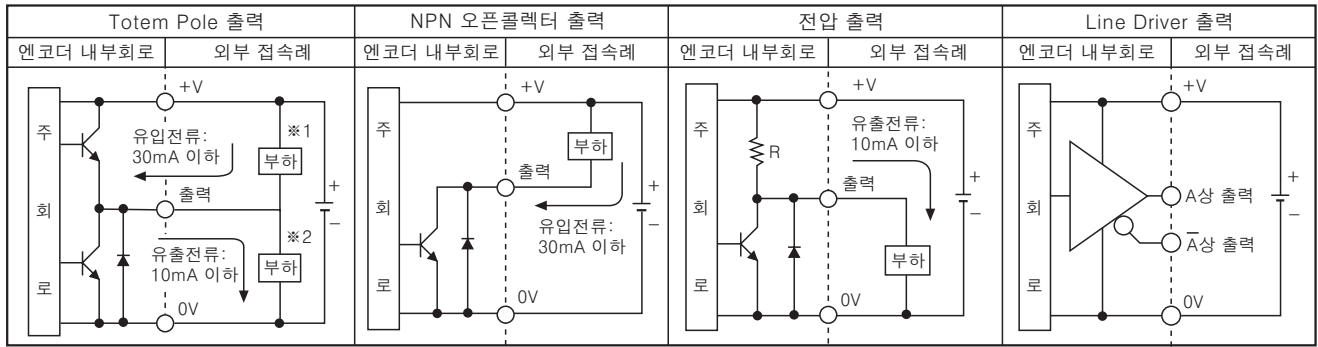 Totem Pole 출력
엔코더 내부회로
외부 접속례
주
회
로
+V
※1
유입전류:
30mA 이하
부하
출력
※2
유출전류:
10mA 이하
부하
0V
+
−
NPN 오픈콜렉터 출력
엔코더 내부회로
외부 접속례
주
회
로
+V
부하
출력
유입전류:
30mA 이하
0V
+
−
전압 출력
엔코더 내부회로
외부 접속례
주
회
로
+V
R
유출전류:
10mA 이하
출력
부하
0V
+
−
Line Driver 출력
엔코더 내부회로
외부 접속례
주
회
로
+V
A상 출력
A̅상 출력
0V
+
−